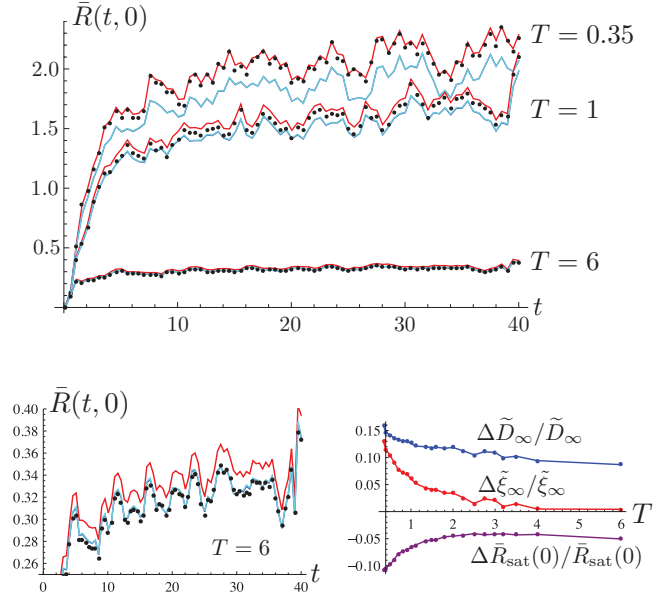 R̄(t, 0)
2.0
1.5
1.0
0.5
10
20
30
40
t
T = 0.35
T = 1
T = 6
R̄(t, 0)
0.40
0.38
0.36
0.34
0.32
0.30
0.28
0.26
0
10
20
30
40
t
T = 6
0.15
0.10
0.05
-0.05
-0.10
1
2
3
4
5
6
T
ΔD̃∞/D̃∞
Δξ̃∞/ξ̃∞
ΔR̄sat(0)/R̄sat(0)